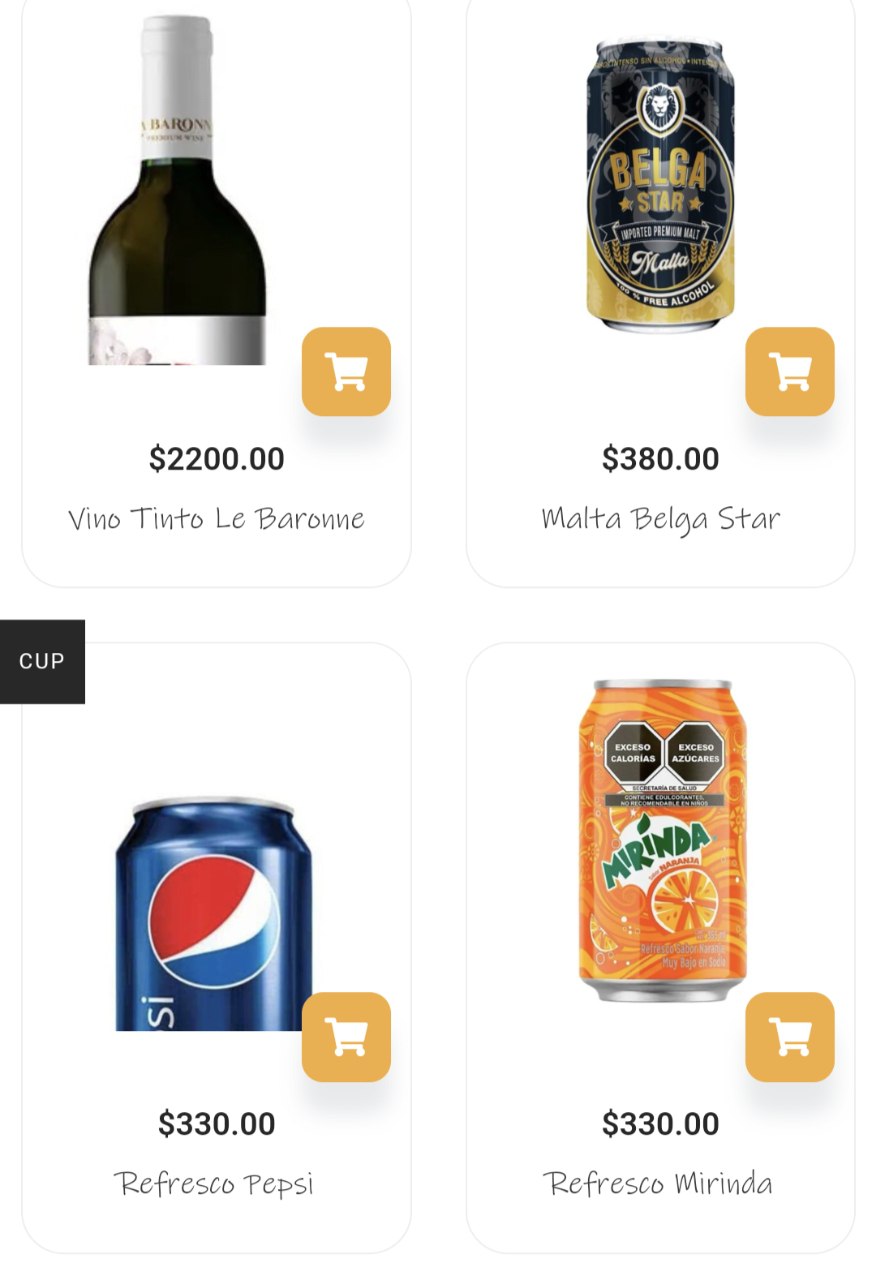 A BARONN
PREMIUM WINE
BELGA
STAR
IMPORTED PREMIUM MALT
Malta
100 % FREE ALCOHOL
$2200.00
$380.00
Vino Tinto Le Baronne
Malta Belga Star
CUP
EXCESO CALORÍAS
EXCESO AZÚCARES
SECRETARÍA DE SALUD
CONTIENE EDULCORANTES,
NO RECOMENDABLE EN NIÑOS
MIRINDA
SABOR NARANJA
Refresco Sabor Naranja
Muy Bajo en Sodio
psi
$330.00
$330.00
Refresco Pepsi
Refresco Mirinda